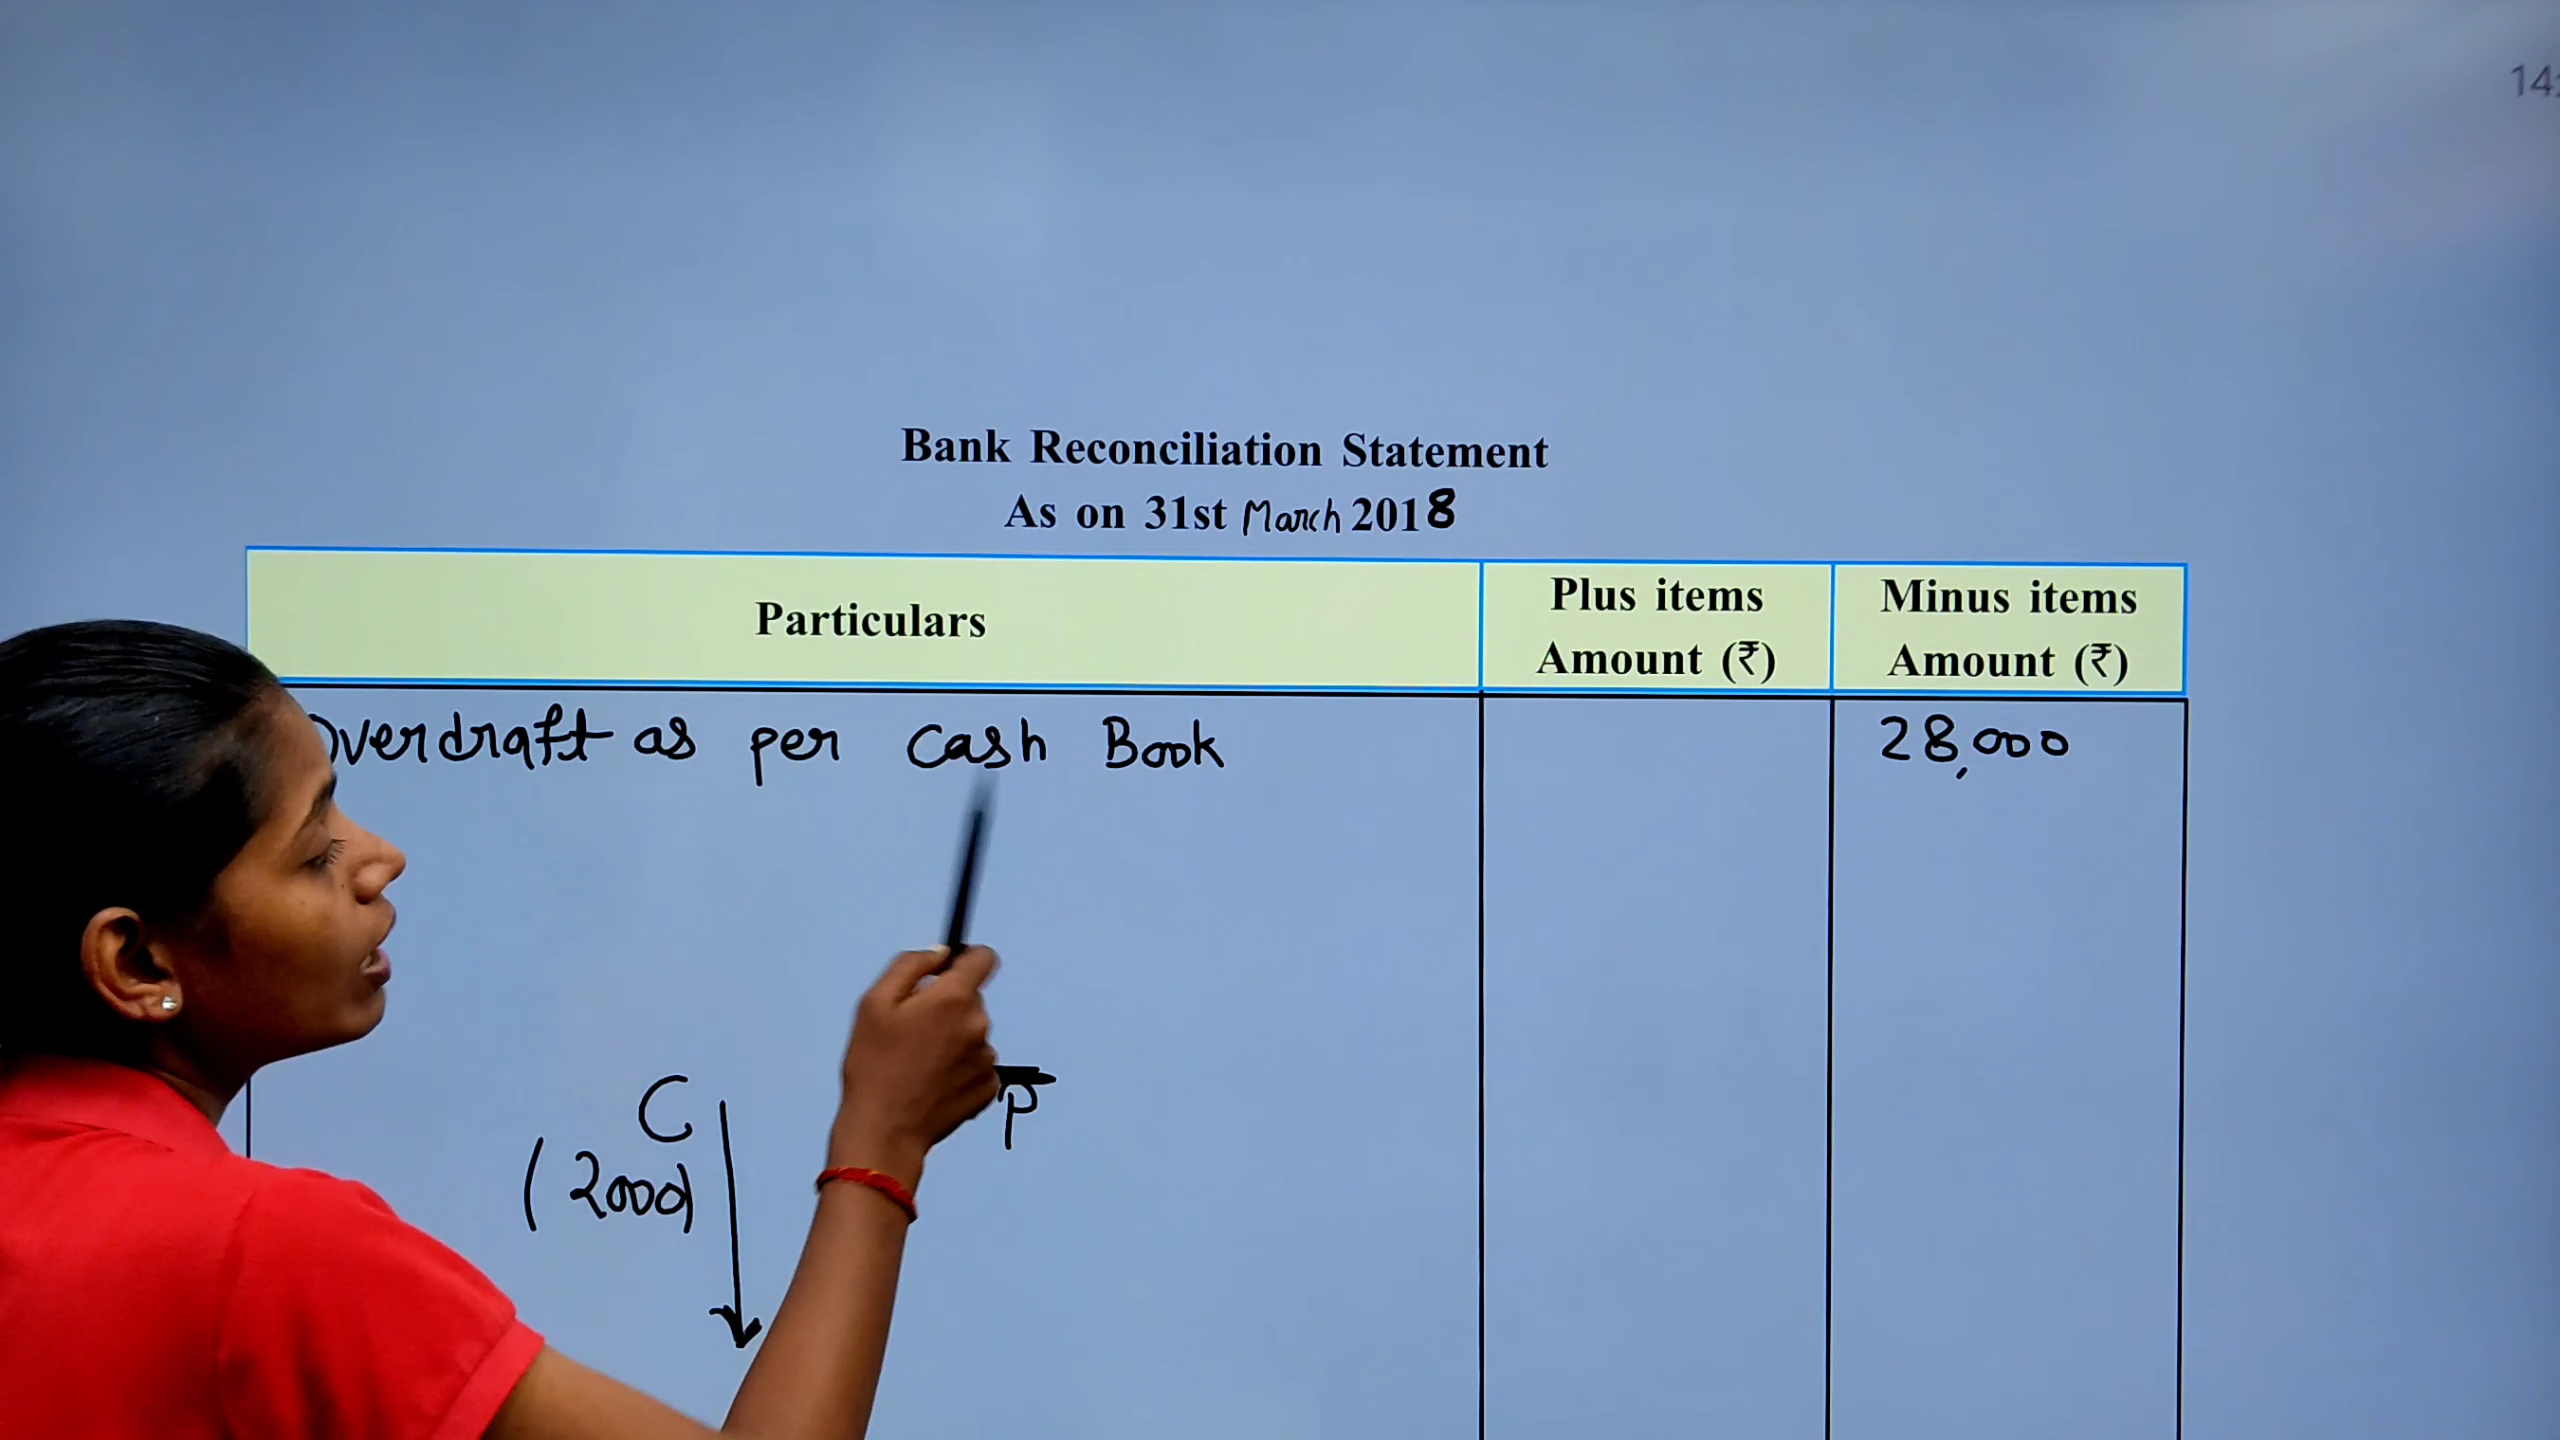 14:
Bank Reconciliation Statement
As on 31st March 2018
Particulars
Plus items Amount (₹)
Minus items Amount (₹)
Overdraft as per Cash Book
28,000
C
P
(2000)